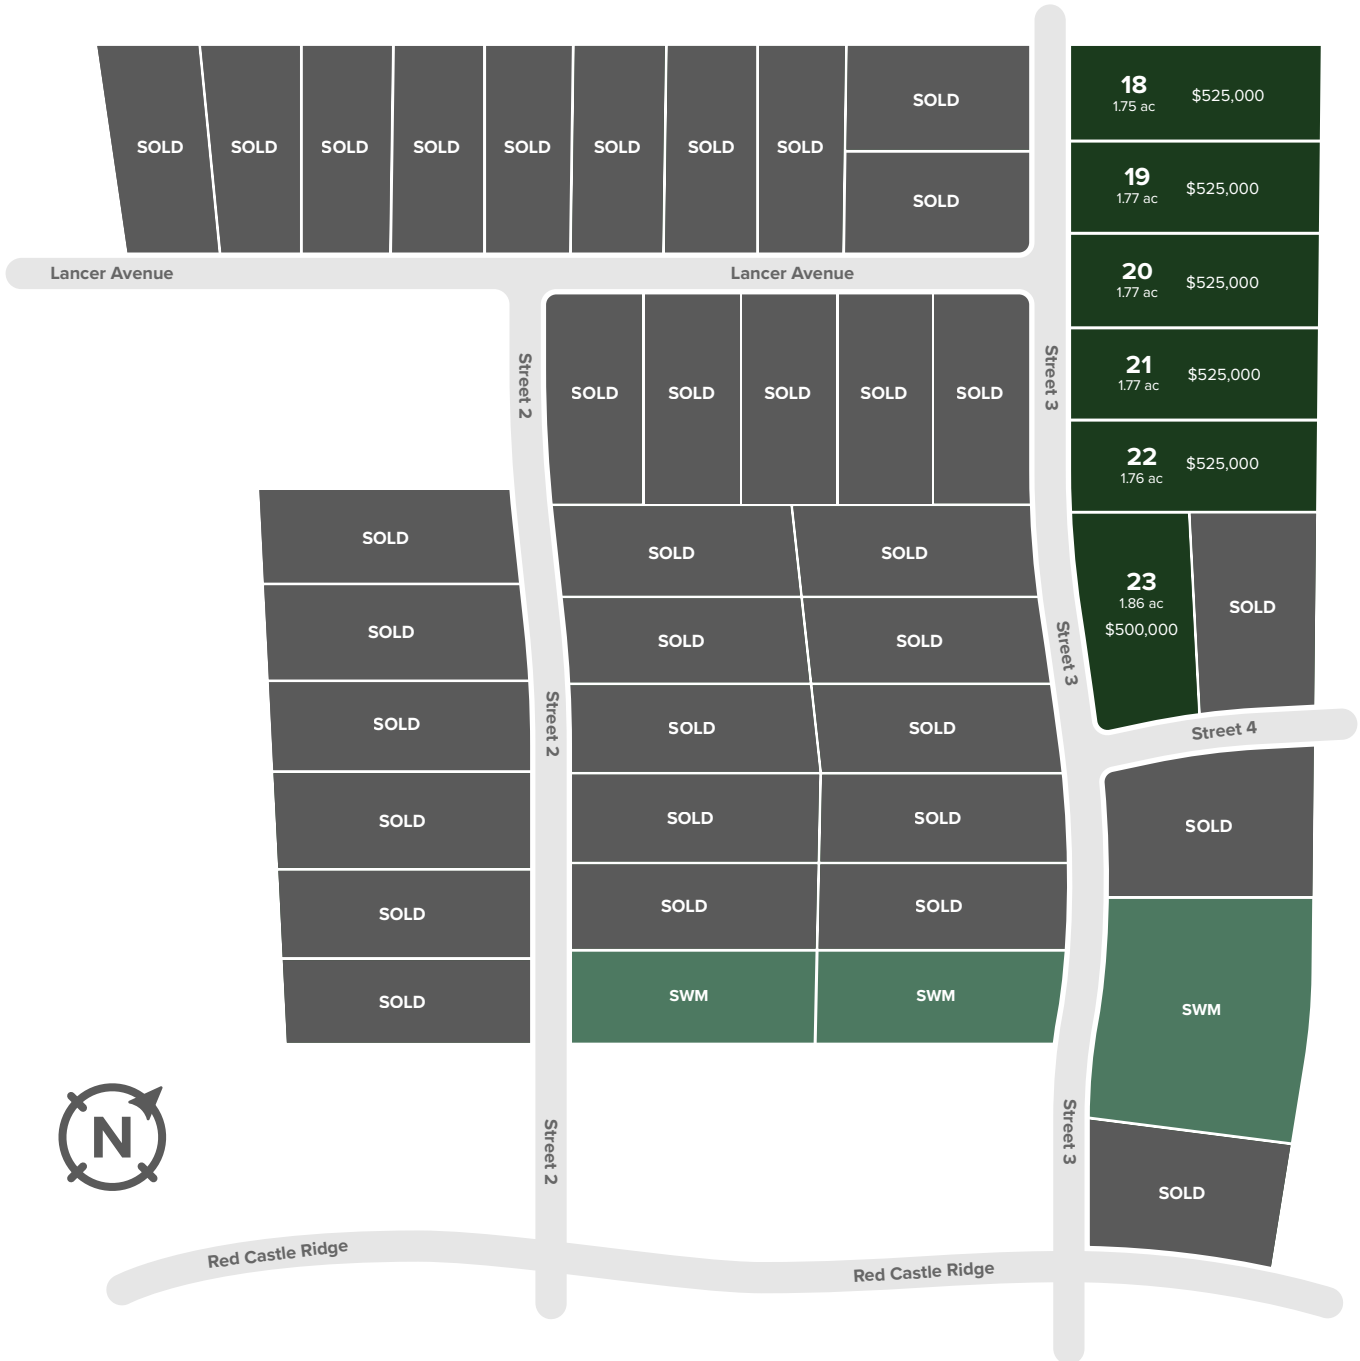 SOLD
SOLD
SOLD
SOLD
SOLD
SOLD
SOLD
SOLD
SOLD
SOLD
18
1.75 ac
$525,000
19
1.77 ac
$525,000
20
1.77 ac
$525,000
21
1.77 ac
$525,000
22
1.76 ac
$525,000
23
1.86 ac
$500,000
SOLD
Lancer Avenue
Lancer Avenue
Street 2
Street 3
SOLD
SOLD
SOLD
SOLD
SOLD
SOLD
SOLD
SOLD
SOLD
SOLD
SOLD
SOLD
SOLD
Street 2
SOLD
SOLD
SOLD
SOLD
SOLD
SOLD
SOLD
SOLD
SWM
SWM
Street 3
Street 4
SOLD
SWM
SOLD
N
Street 2
Street 3
Red Castle Ridge
Red Castle Ridge